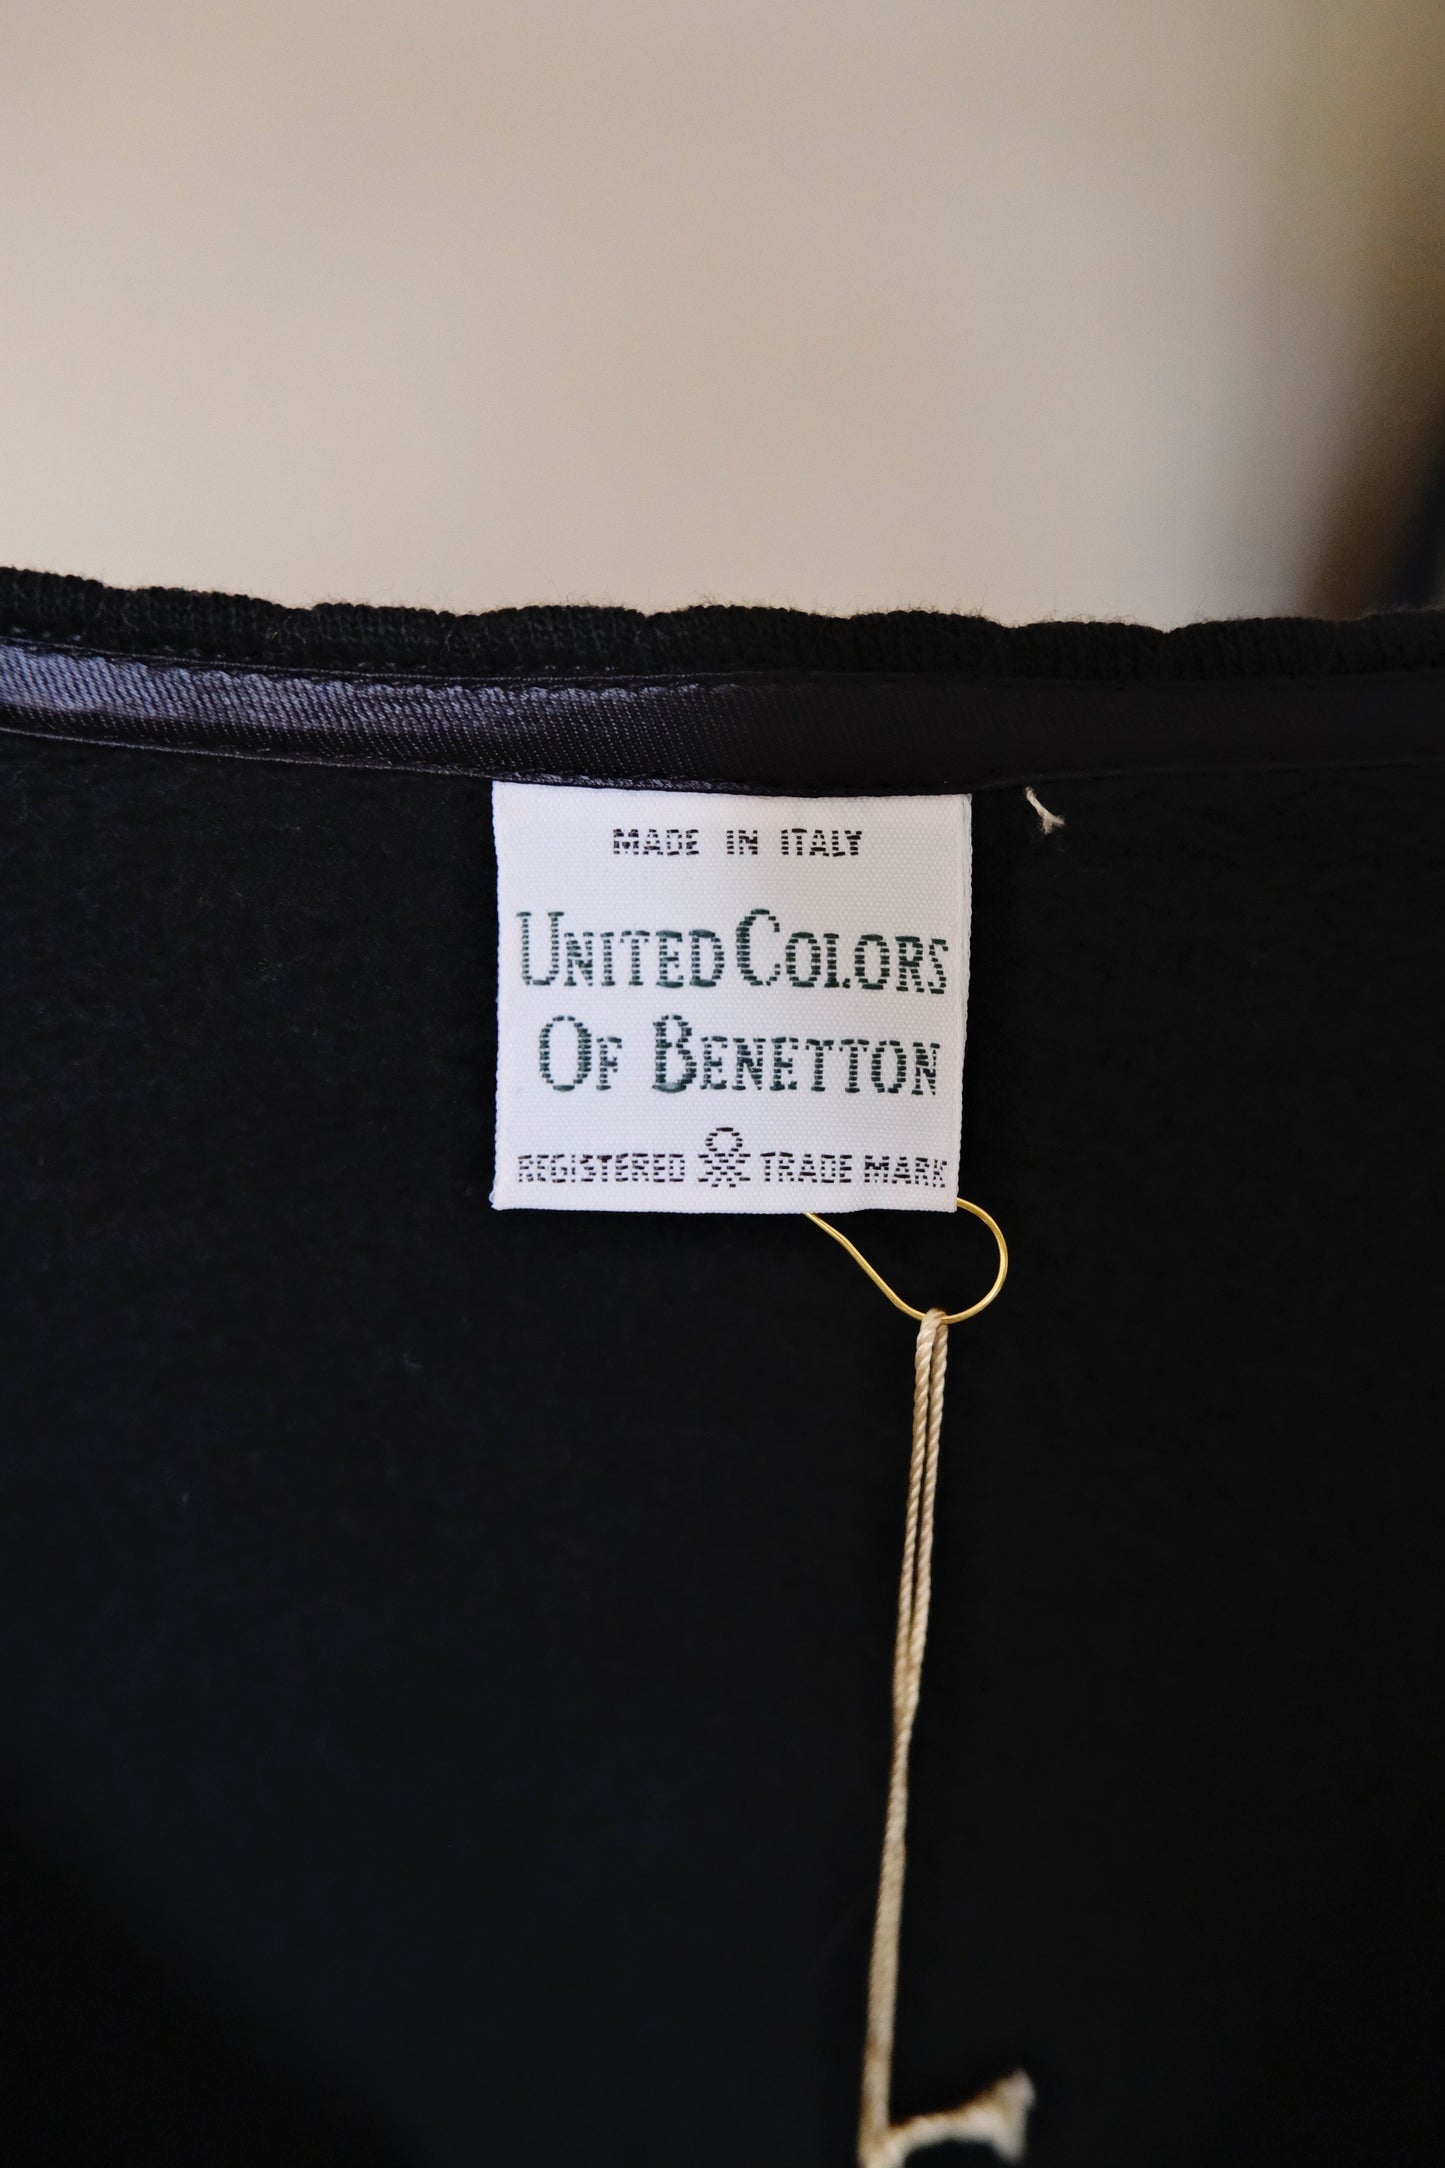 MADE IN ITALY
UNITED COLORS
OF BENETTON
REGISTERED TRADE MARK